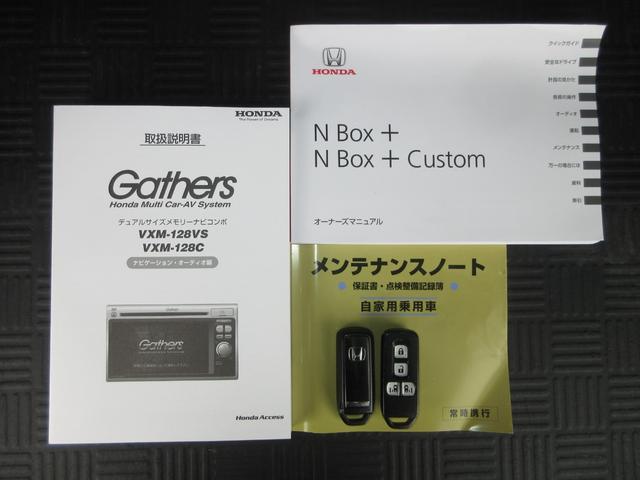 HONDA
The Power of Dreams
取扱説明書
Gathers
Honda Multi Car-AV System
デュアルサイズメモリーナビコンポ
VXM-128VS
VXM-128C
ナビゲーション・オーディオ編
Gathers
Gathers
Honda Access
HONDA
N Box +
N Box + Custom
オーナーズマニュアル
クイックガイド
安全なドライブ
計器の見かた
各部の操作
オーディオ
運転
メンテナンス
万一の場合には
資料
索引
メンテナンスノート
保証書・点検整備記録簿
自家用乗用車
常時携行